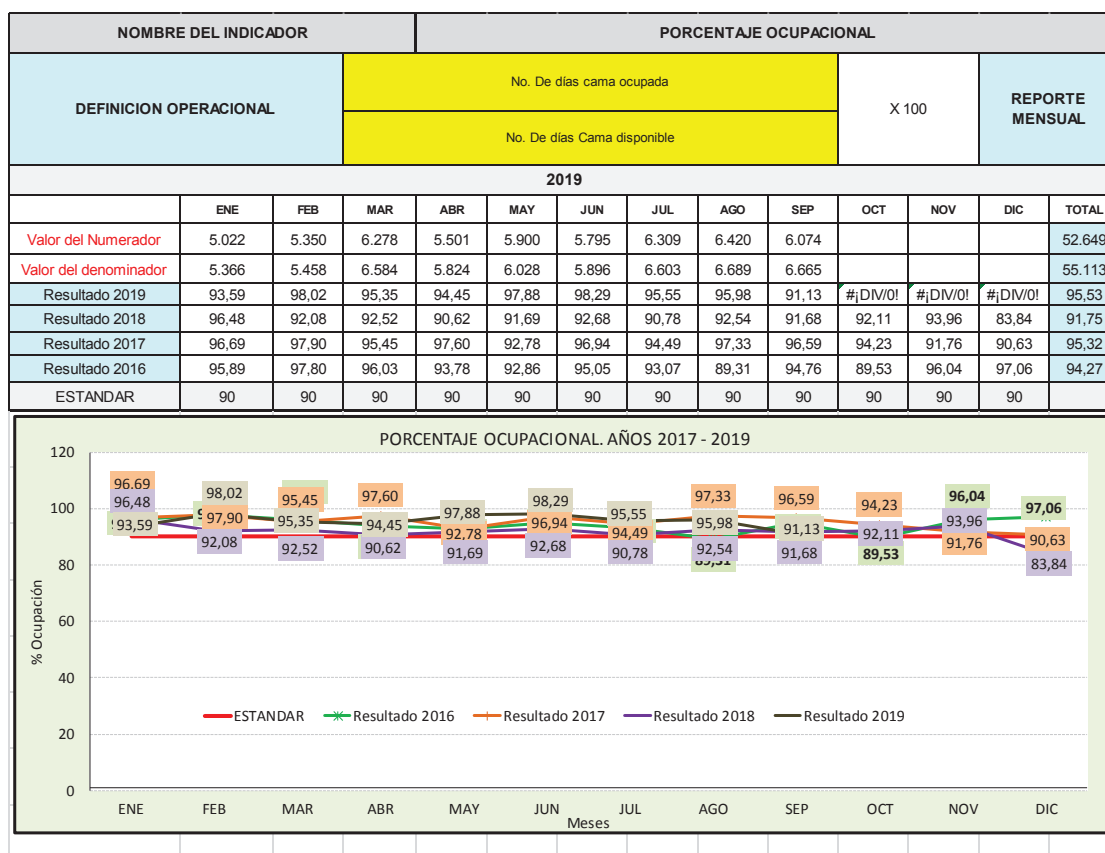 NOMBRE DEL INDICADOR PORCENTAJE OCUPACIONAL
DEFINICION OPERACIONAL
No. De días cama ocupada
No. De días Cama disponible
X 100
REPORTE
MENSUAL
2019
ENE FEB MAR ABR MAY JUN JUL AGO SEP OCT NOV DIC TOTAL
Valor del Numerador 5.022 5.350 6.278 5.501 5.900 5.795 6.309 6.420 6.074 52.649
Valor del denominador 5.366 5.458 6.584 5.824 6.028 5.896 6.603 6.689 6.665 55.113
Resultado 2019 93,59 98,02 95,35 94,45 97,88 98,29 95,55 95,98 91,13 #¡DIV/0! #¡DIV/0! #¡DIV/0! 95,53
Resultado 2018 96,48 92,08 92,52 90,62 91,69 92,68 90,78 92,54 91,68 92,11 93,96 83,84 91,75
Resultado 2017 96,69 97,90 95,45 97,60 92,78 96,94 94,49 97,33 96,59 94,23 91,76 90,63 95,32
Resultado 2016 95,89 97,80 96,03 93,78 92,86 95,05 93,07 89,31 94,76 89,53 96,04 97,06 94,27
ESTANDAR 90 90 90 90 90 90 90 90 90 90 90 90
PORCENTAJE OCUPACIONAL. AÑOS 2017 - 2019
120
96.69 98,02 95,45 97,60 97,88 98,29 95,55 97,33 96,59 94,23 96,04 97,06
100
96,48 97,90 95,35 94,45 92,78 96,94 94,49 95,98 91,13 92,11 93,96 90,63
93,59 92,08 92,52 90,62 91,69 92,68 90,78 92,54 91,68 89,53 91,76 83,84
89,31
80
60
% Ocupación
40
ESTANDAR Resultado 2016 Resultado 2017 Resultado 2018 Resultado 2019
20
0
ENE FEB MAR ABR MAY JUN JUL AGO SEP OCT NOV DIC
Meses